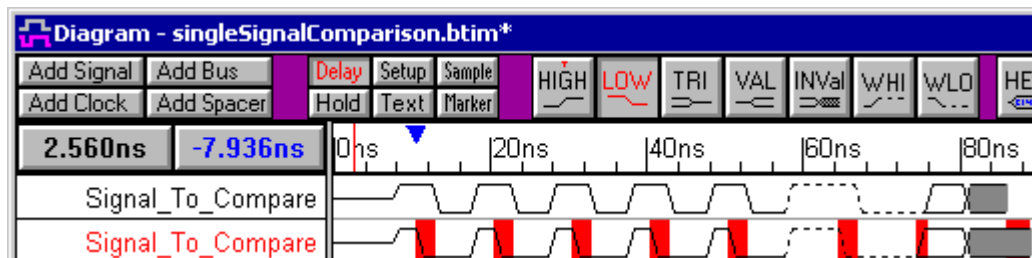 Diagram - singleSignalComparison.btim*
Add Signal Add Bus Delay Setup Sample HIGH LOW TRI VAL INVal WHI WLO HE
Add Clock Add Spacer Hold Text Marker
2.560ns -7.936ns 0ns 20ns 40ns 60ns 80ns
Signal_To_Compare
Signal_To_Compare